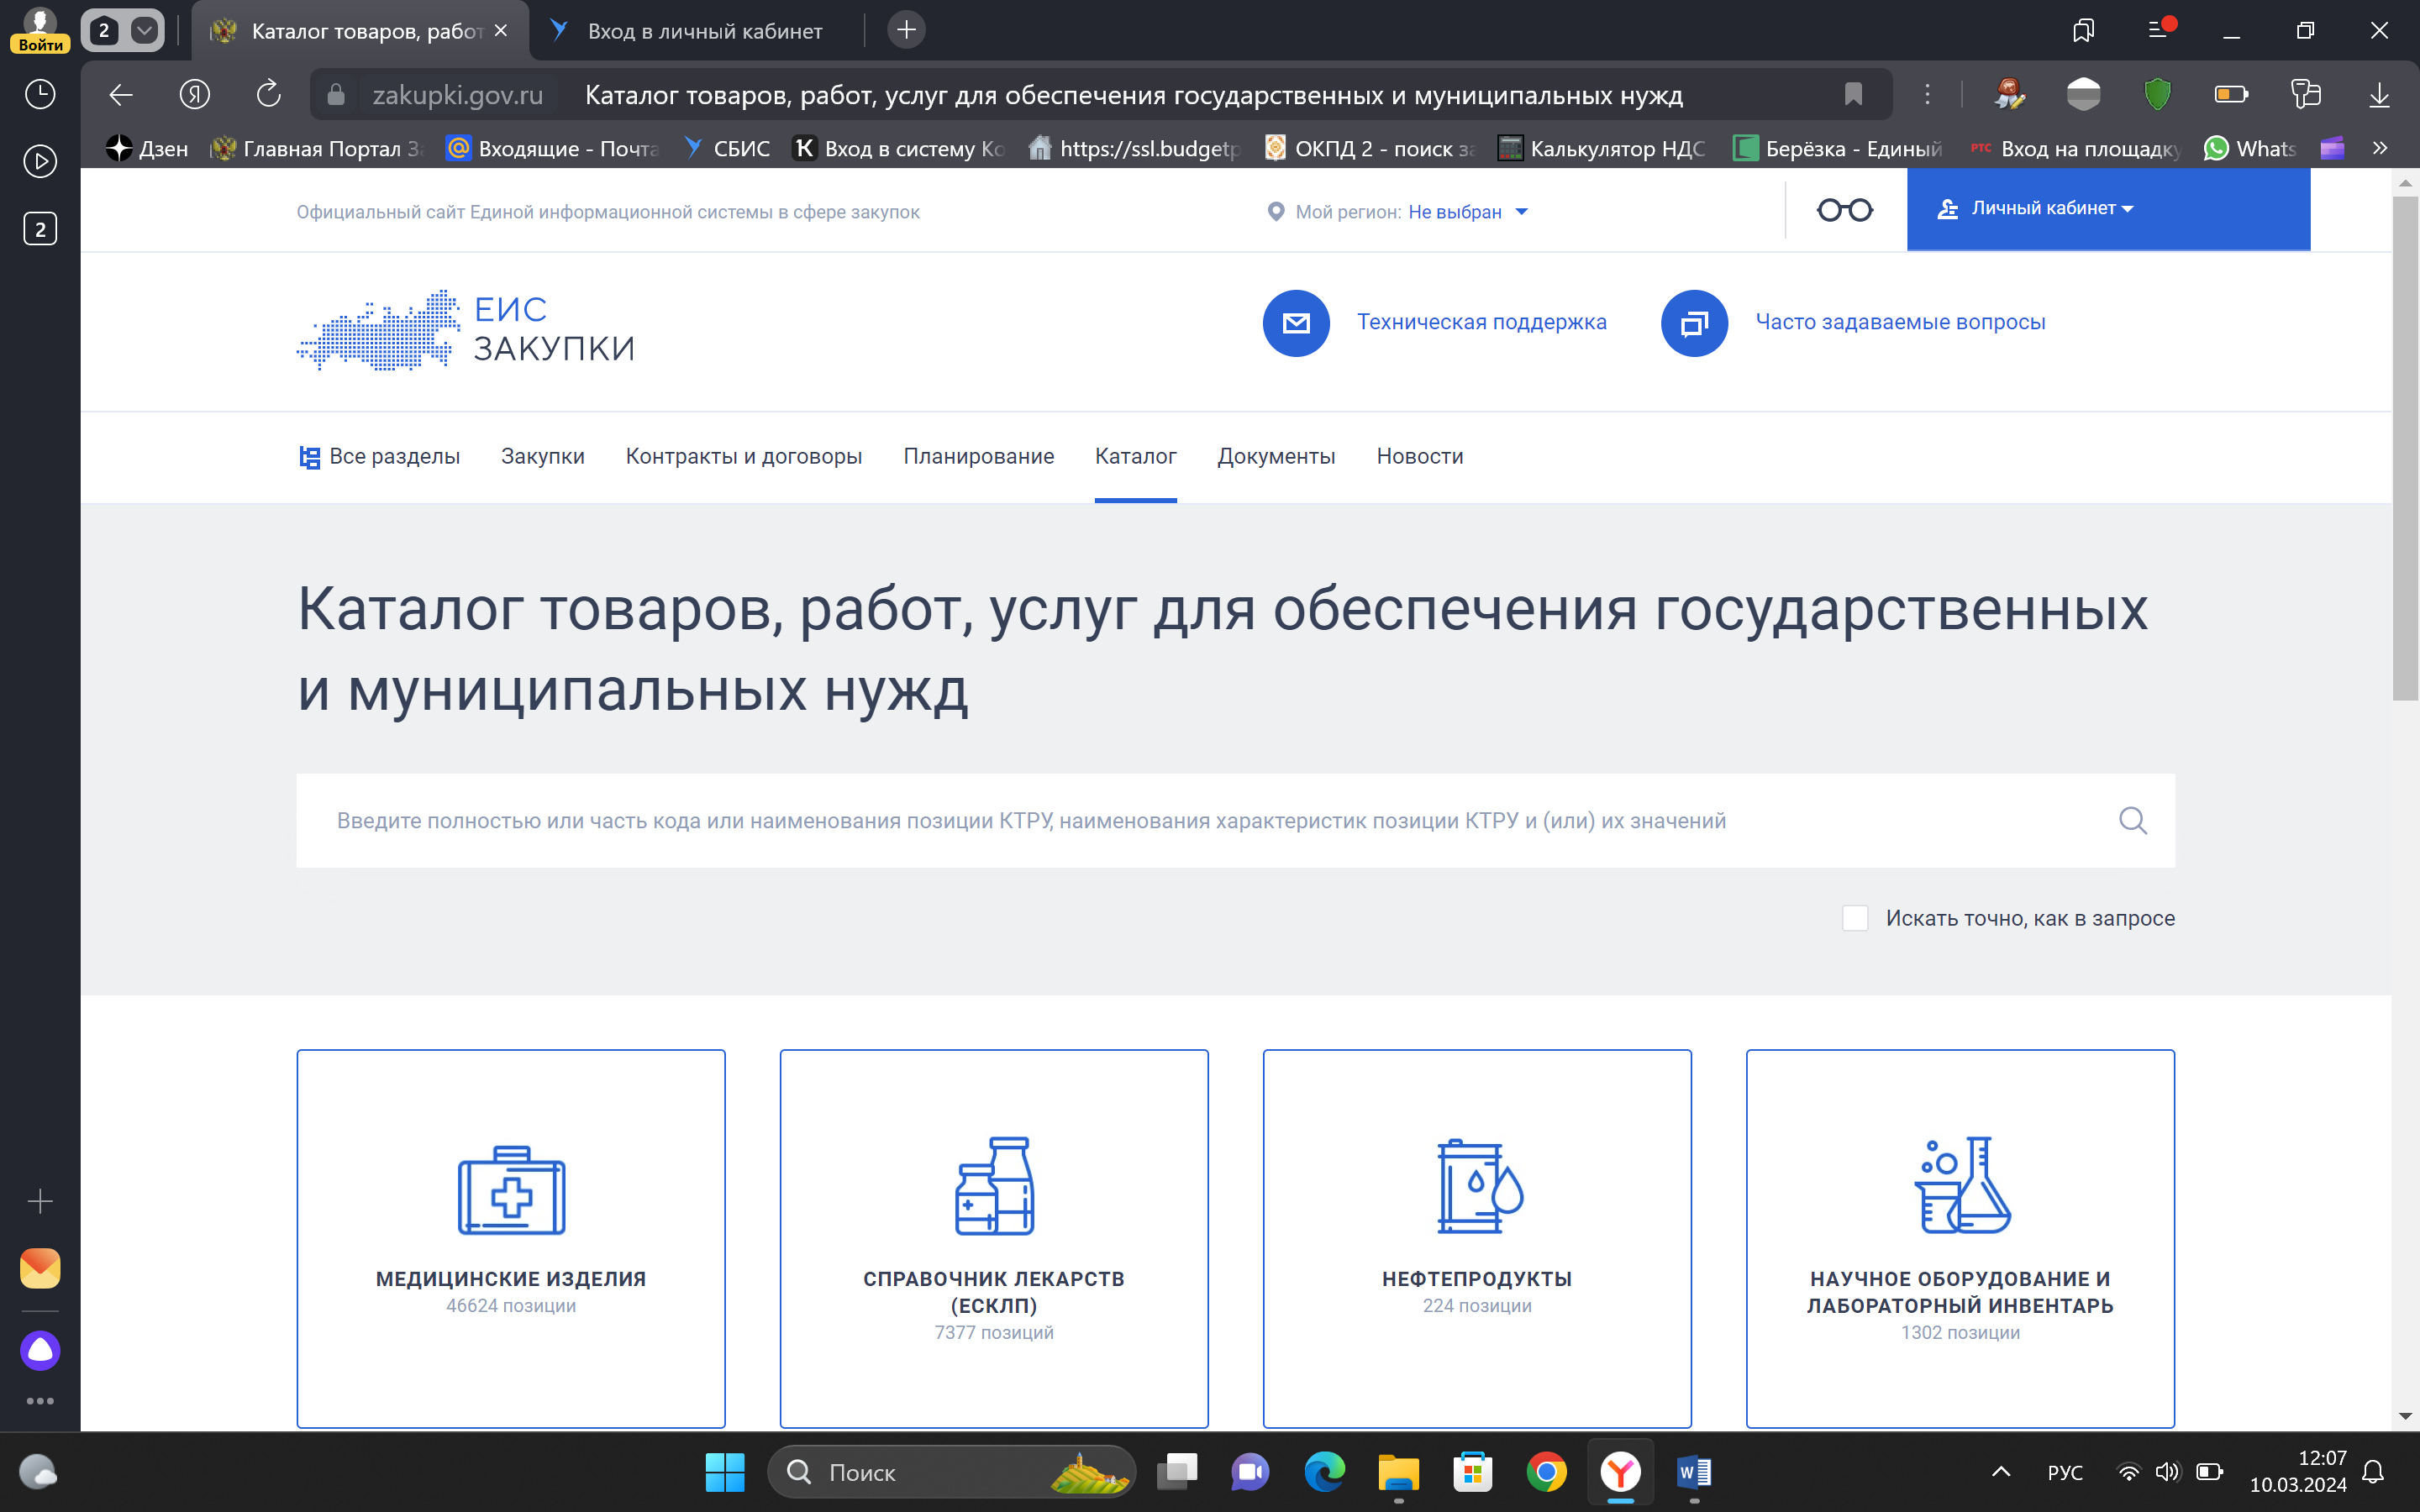 Войти
2
Каталог товаров, работ
Вход в личный кабинет
zakupki.gov.ru
Каталог товаров, работ, услуг для обеспечения государственных и муниципальных нужд
Дзен
Главная Портал За
Входящие - Почта
СБИС
Вход в систему Ко
https://ssl.budgetp
ОКПД 2 - поиск за
Калькулятор НДС
Берёзка - Единый
РТС
Вход на площадку
Whats
2
Официальный сайт Единой информационной системы в сфере закупок
Мой регион: Не выбран
Личный кабинет
ЕИС
ЗАКУПКИ
Техническая поддержка
Часто задаваемые вопросы
Все разделы
Закупки
Контракты и договоры
Планирование
Каталог
Документы
Новости
Каталог товаров, работ, услуг для обеспечения государственных
и муниципальных нужд
Введите полностью или часть кода или наименования позиции КТРУ, наименования характеристик позиции КТРУ и (или) их значений
Искать точно, как в запросе
МЕДИЦИНСКИЕ ИЗДЕЛИЯ
46624 позиции
СПРАВОЧНИК ЛЕКАРСТВ
(ЕСКЛП)
7377 позиций
НЕФТЕПРОДУКТЫ
224 позиции
НАУЧНОЕ ОБОРУДОВАНИЕ И
ЛАБОРАТОРНЫЙ ИНВЕНТАРЬ
1302 позиции
Поиск
РУС
12:07
10.03.2024